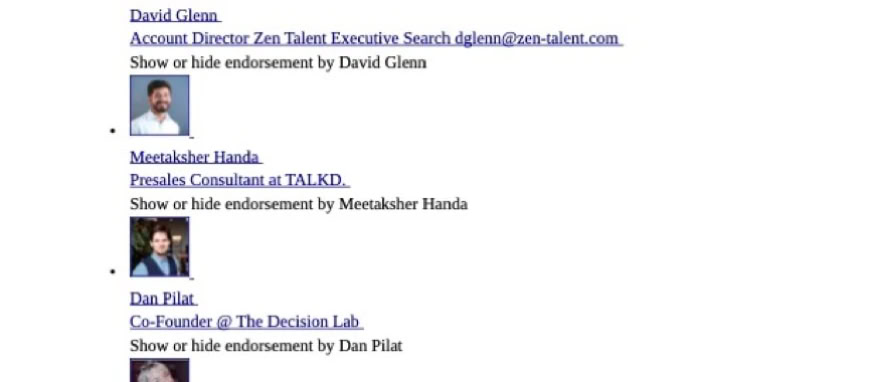 David Glenn
Account Director Zen Talent Executive Search dglenn@zen-talent.com
Show or hide endorsement by David Glenn
Meetaksher Handa
Presales Consultant at TALKD.
Show or hide endorsement by Meetaksher Handa
Dan Pilat
Co-Founder @ The Decision Lab
Show or hide endorsement by Dan Pilat